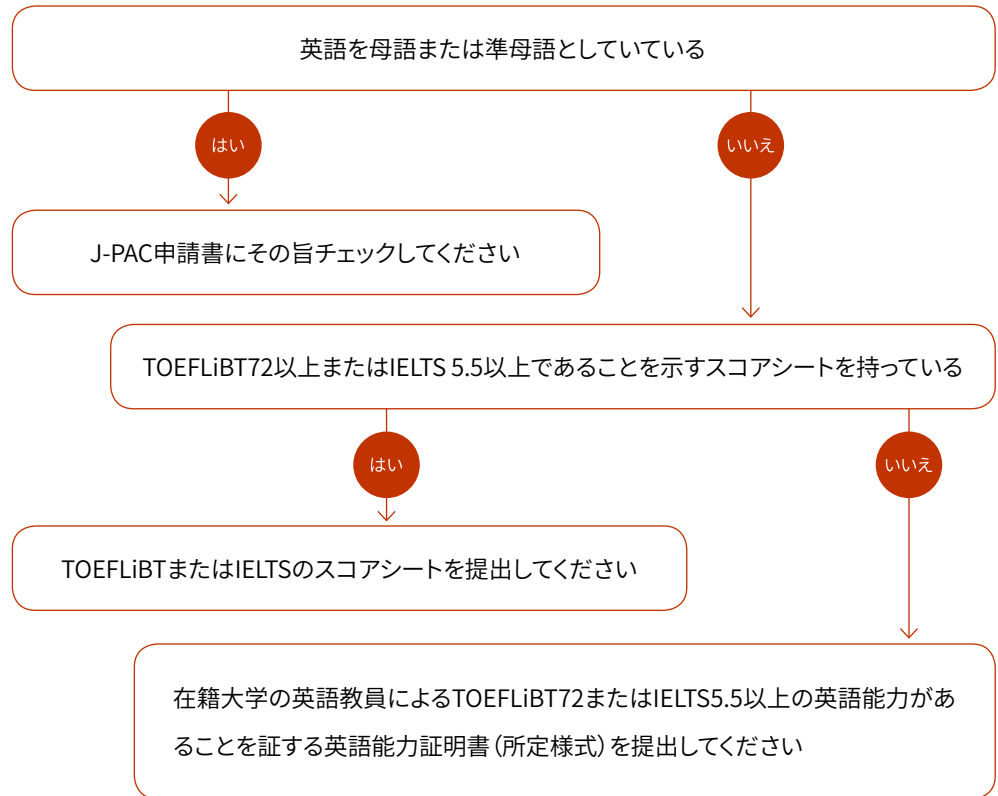 英語を母語または準母語としていている
はい
いいえ
J-PAC申請書にその旨チェックしてください
TOEFLiBT72以上またはIELTS 5.5以上であることを示すスコアシートを持っている
はい
いいえ
TOEFLiBTまたはIELTSのスコアシートを提出してください
在籍大学の英語教員によるTOEFLiBT72またはIELTS5.5以上の英語能力があ
ることを証する英語能力証明書（所定様式）を提出してください